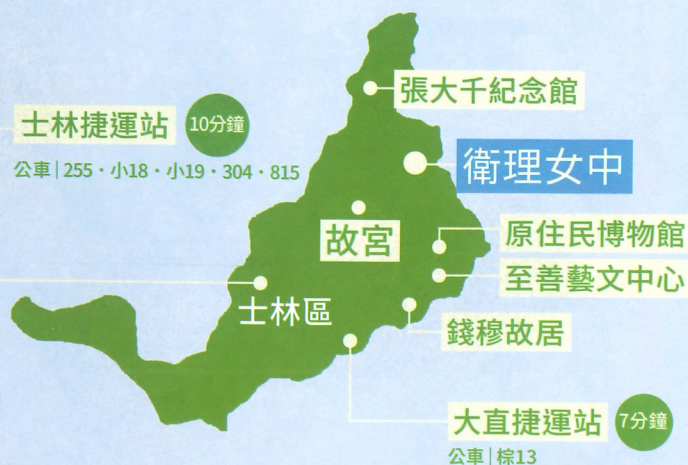 張大千紀念館
士林捷運站 10分鐘
公車|255・小18・小19・304・815
衛理女中
故宮
原住民博物館
至善藝文中心
士林區
錢穆故居
大直捷運站 7分鐘
公車|棕13